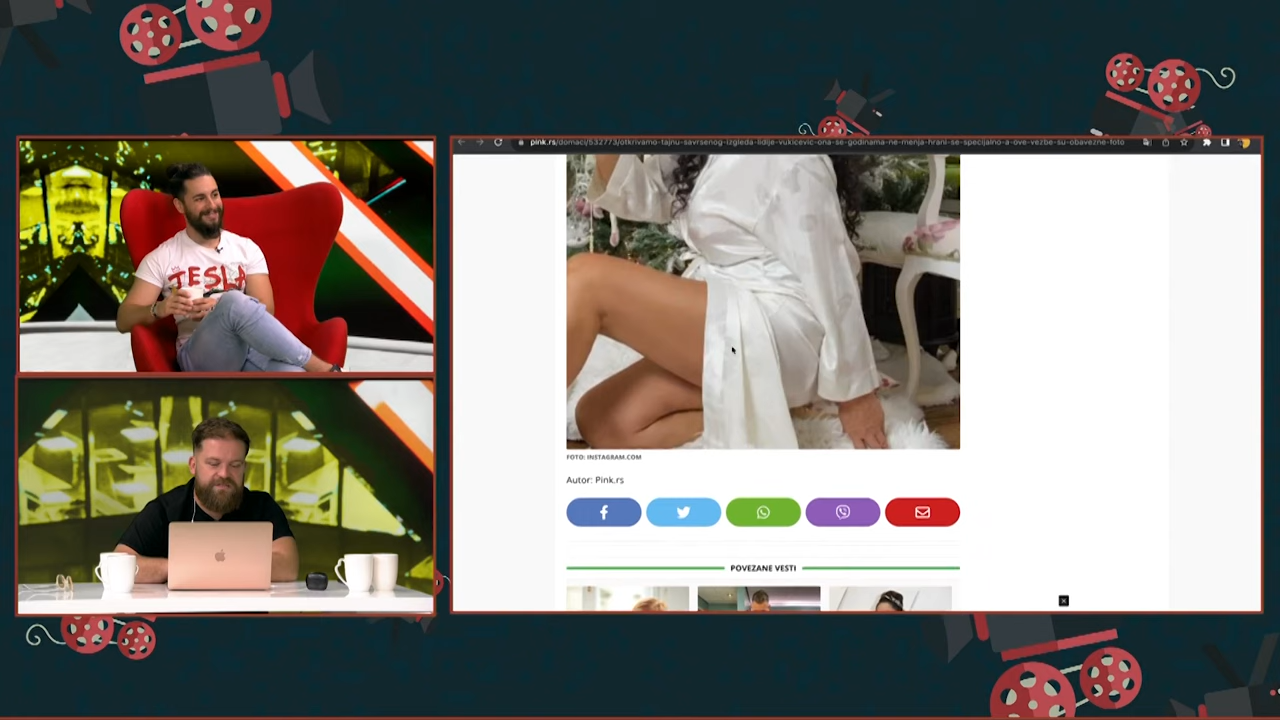 pink.rs/domaci/532773/otkrivamo-tajnu-savrsenog-izgleda-lidije-vukicevic-ona-se-godinama-ne-menja-hrani-se-specijalno-a-ove-vezbe-su-obavezne-foto
TESLA
FOTO: INSTAGRAM.COM
Autor: Pink.rs
POVEZANE VESTI